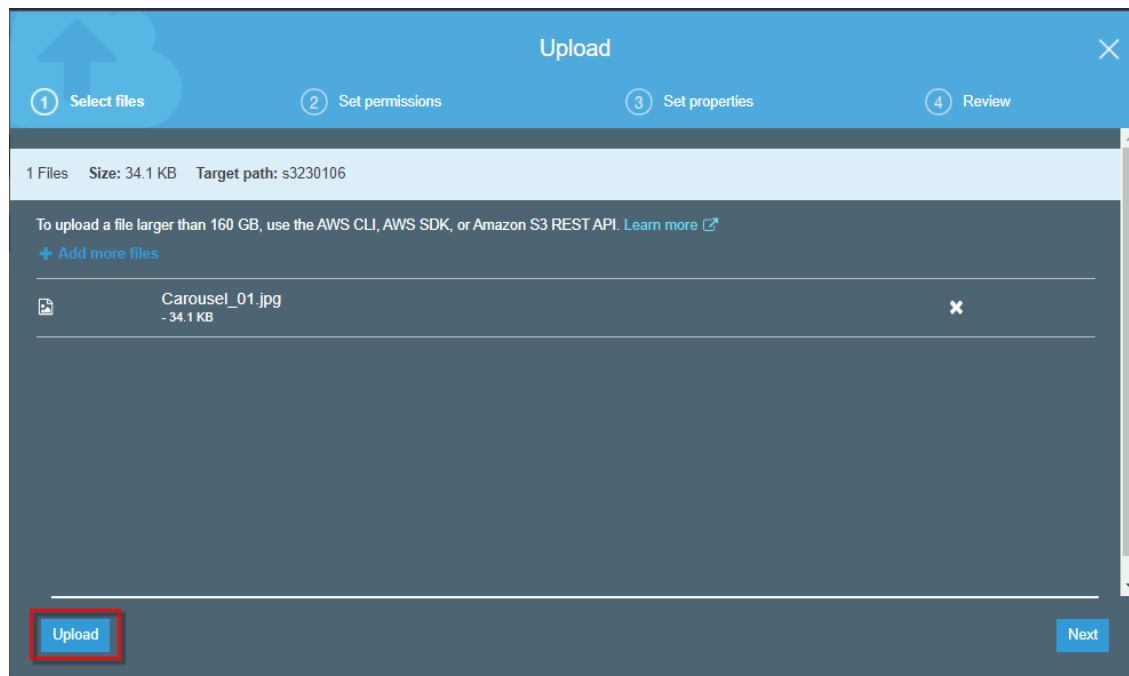 Upload
1 Select files 2 Set permissions 3 Set properties 4 Review
1 Files Size: 34.1 KB Target path: s3230106
To upload a file larger than 160 GB, use the AWS CLI, AWS SDK, or Amazon S3 REST API. Learn more
+ Add more files
Carousel_01.jpg
- 34.1 KB
Upload Next